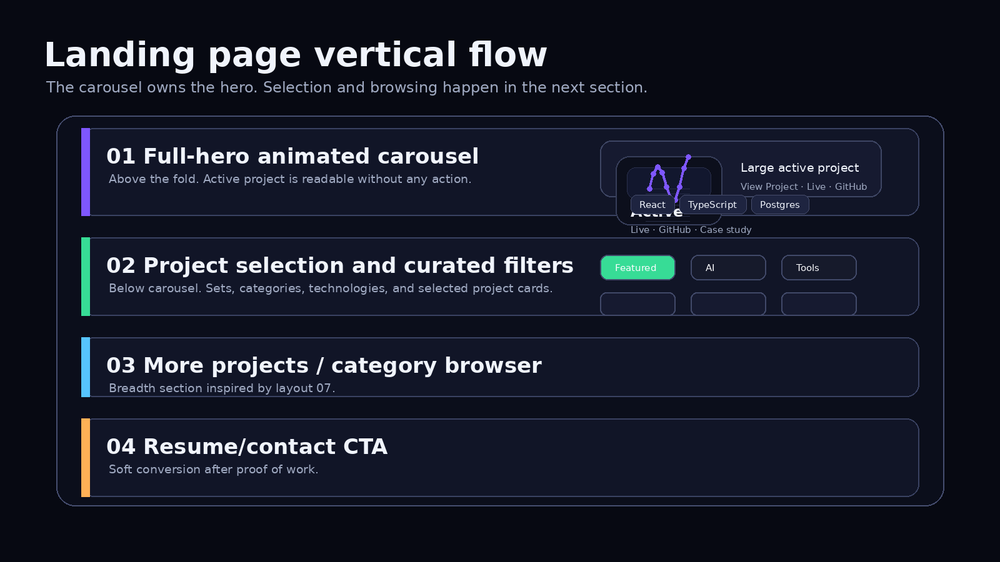 Landing page vertical flow
The carousel owns the hero. Selection and browsing happen in the next section.
01 Full-hero animated carousel
Above the fold. Active project is readable without any action.
Large active project
View Project · Live · GitHub
React
TypeScript
Postgres
Active
Live · GitHub · Case study
02 Project selection and curated filters
Below carousel. Sets, categories, technologies, and selected project cards.
Featured
AI
Tools
03 More projects / category browser
Breadth section inspired by layout 07.
04 Resume/contact CTA
Soft conversion after proof of work.